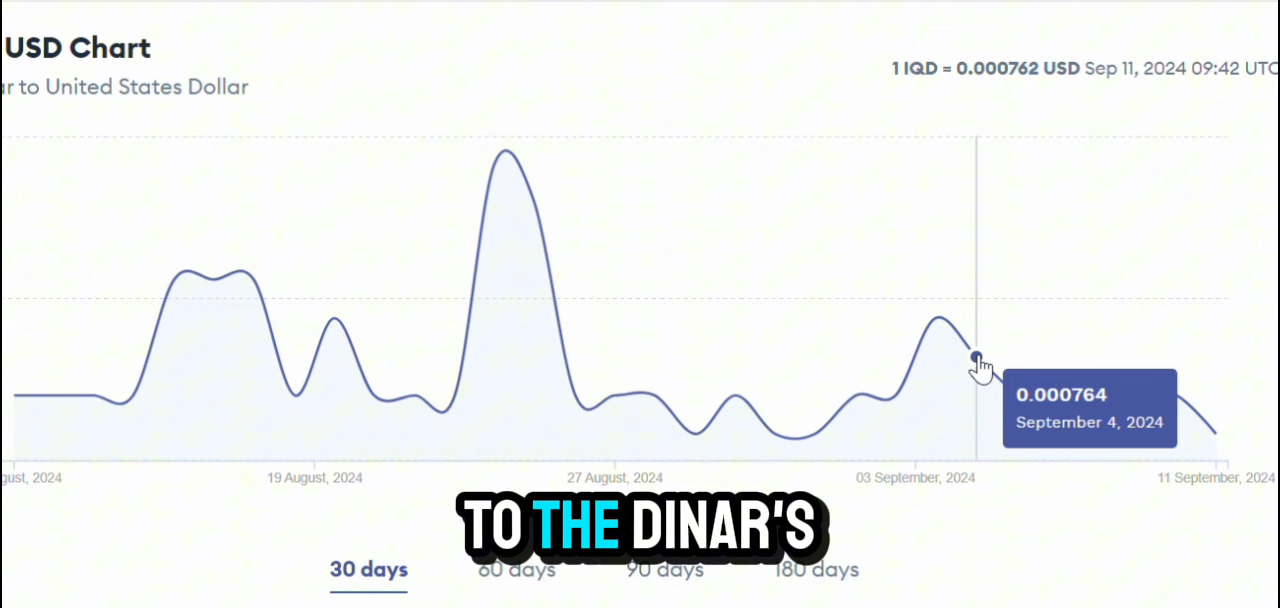 USD Chart
1 IQD = 0.000762 USD Sep 11, 2024 09:42 UTC
to United States Dollar
0.000764
September 4, 2024
2024
19 August, 2024
27 August, 2024
03 September, 2024
11 September, 2024
TO THE DINAR'S
30 days
60 days
90 days
180 days